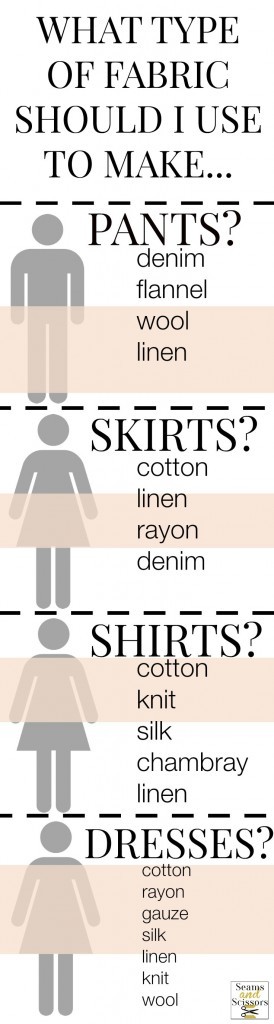 WHAT TYPE
OF FABRIC
SHOULD I USE
TO MAKE...
PANTS?
denim
flannel
wool
linen
SKIRTS?
cotton
linen
rayon
denim
SHIRTS?
cotton
knit
silk
chambray
linen
DRESSES?
cotton
rayon
gauze
silk
linen
knit
wool
Seams
and
Scissors